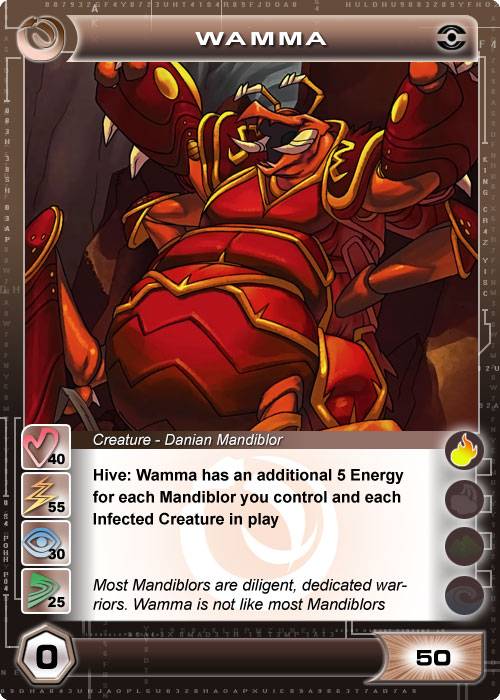 WAMMA
Creature - Danian Mandiblor
40
55
30
25
Hive: Wamma has an additional 5 Energy
for each Mandiblor you control and each
Infected Creature in play
Most Mandiblors are diligent, dedicated war-
riors. Wamma is not like most Mandiblors
0
50